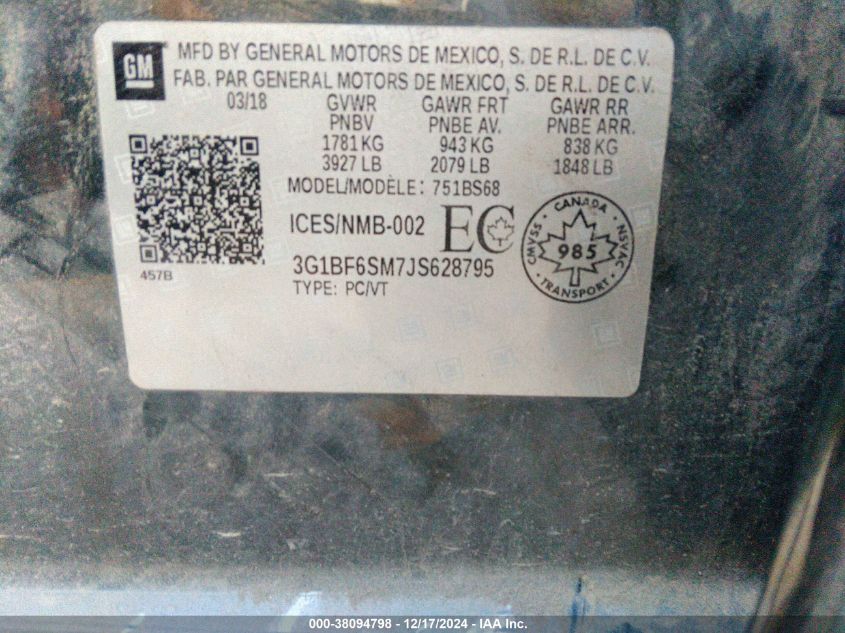 GM
MFD BY GENERAL MOTORS DE MEXICO, S. DE R.L. DE C.V.
FAB. PAR GENERAL MOTORS DE MEXICO, S. DE R.L. DE C.V.
03/18 GVWR GAWR FRT GAWR RR
PNBV PNBE AV. PNBE ARR.
1781 KG 943 KG 838 KG
3927 LB 2079 LB 1848 LB
MODEL/MODÈLE: 751BS68
ICES/NMB-002 EC
CANADA
CMVSS 985 NSVAC
TRANSPORT
3G1BF6SM7JS628795
457B TYPE: PC/VT
000-38094798 - 12/17/2024 - IAA Inc.